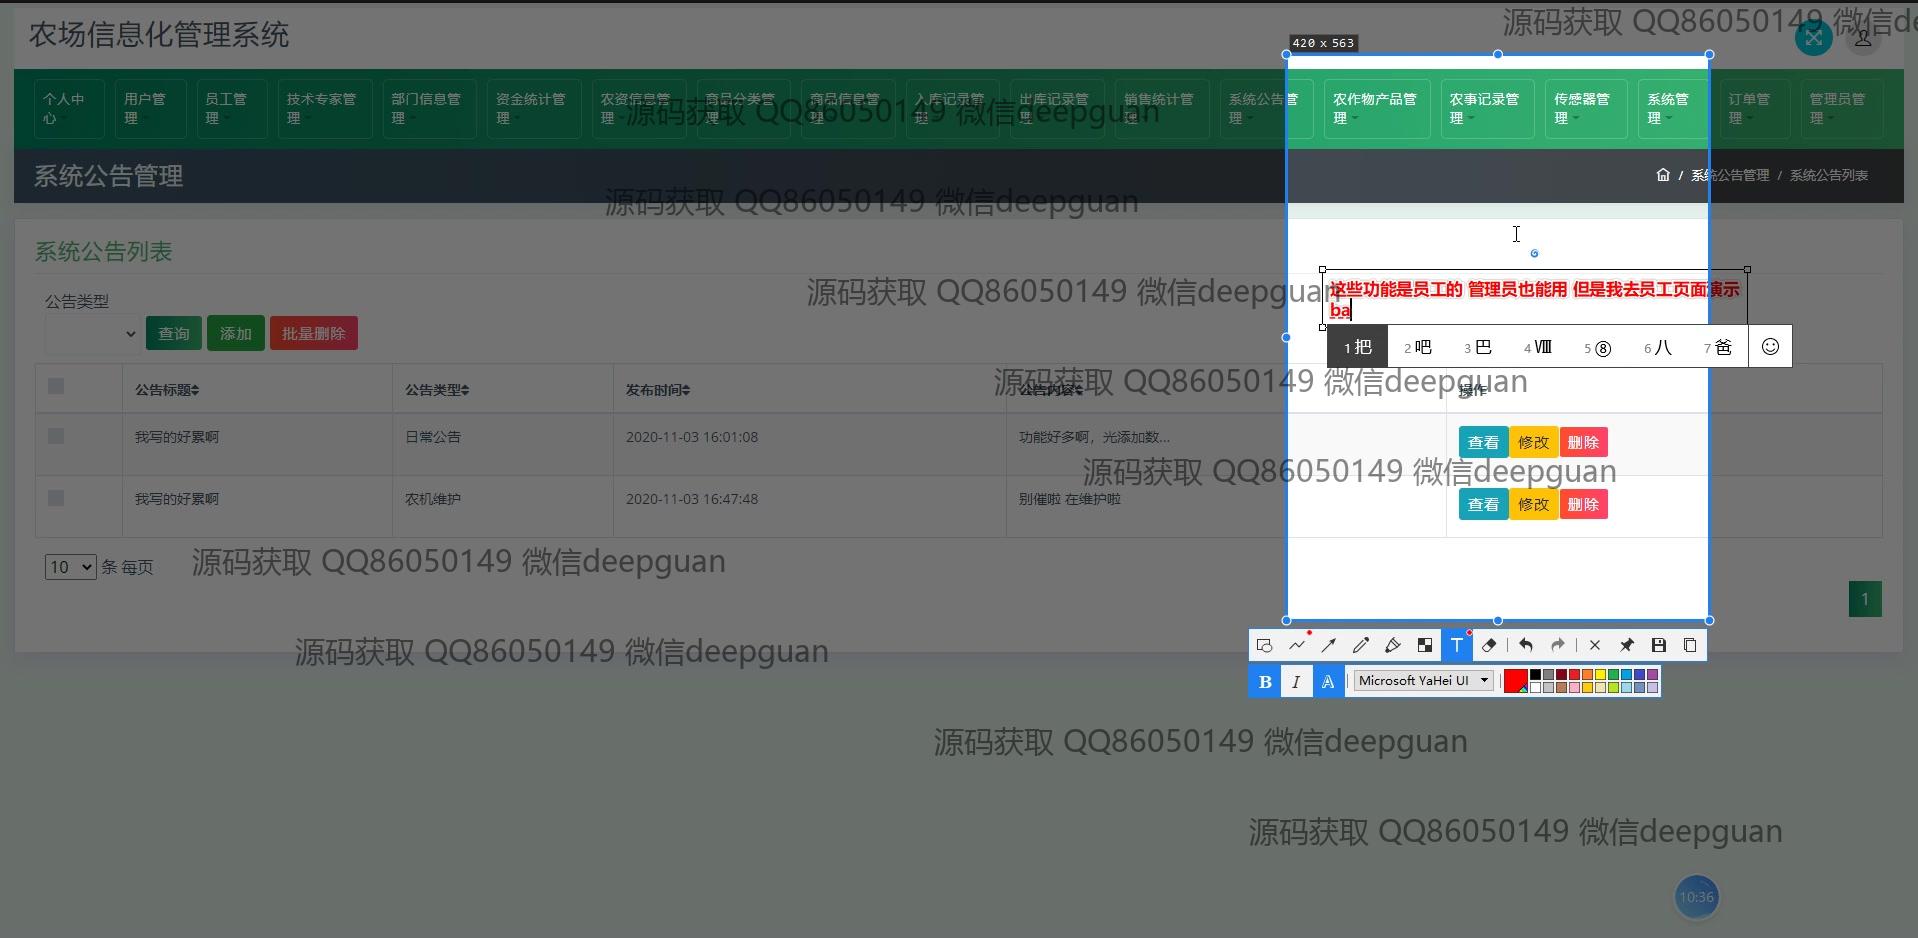 农场信息化管理系统
源码获取 QQ86050149 微信de
420 x 563
个人中心
用户管理
员工管理
技术专家管理
部门信息管理
资金统计管理
农资信息管理
商品分类管理
商品信息管理
入库记录管理
出库记录管理
销售统计管理
系统公告管理
农作物产品管理
农事记录管理
传感器管理
系统管理
订单管理
管理员管理
源码获取 QQ86050149 微信deepguan
系统公告管理
/ 系统公告管理 / 系统公告列表
源码获取 QQ86050149 微信deepguan
系统公告列表
源码获取 QQ86050149 微信deepguan
这些功能是员工的 管理员也能用 但是我去员工页面演示
ba
1 把 2 吧 3 巴 4 Ⅷ 5 ⑧ 6 八 7 爸
公告类型
查询 添加 批量删除
源码获取 QQ86050149 微信deepguan
公告标题 公告类型 发布时间 公告内容 操作
我写的好累啊 日常公告 2020-11-03 16:01:08 功能好多啊，光添加数... 查看 修改 删除
源码获取 QQ86050149 微信deepguan
我写的好累啊 农机维护 2020-11-03 16:47:48 别催啦 在维护啦 查看 修改 删除
10 条 每页
源码获取 QQ86050149 微信deepguan
1
源码获取 QQ86050149 微信deepguan
T
B I A Microsoft YaHei UI
源码获取 QQ86050149 微信deepguan
源码获取 QQ86050149 微信deepguan
10:36